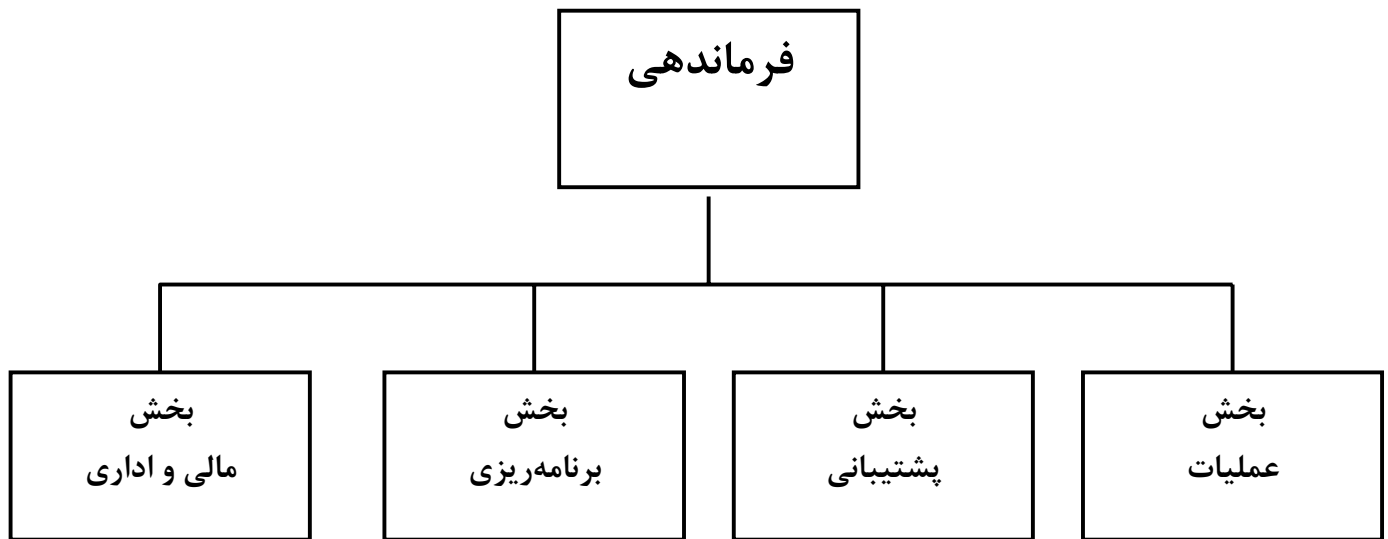 فرماندهی
بخش
عملیات
بخش
پشتیبانی
بخش
برنامه‌ریزی
بخش
مالی و اداری